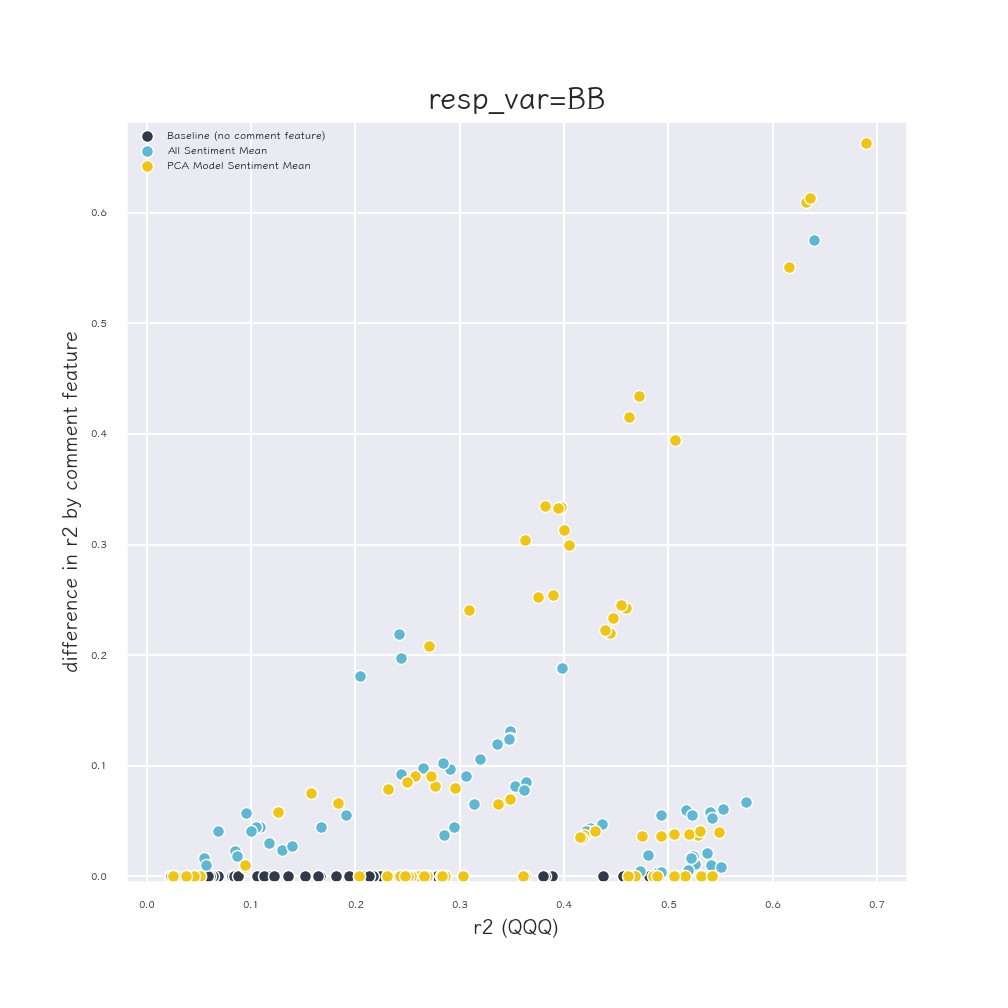 resp_var=BB
Baseline (no comment feature)
All Sentiment Mean
PCA Model Sentiment Mean
difference in r2 by comment feature
0.6
0.5
0.4
0.3
0.2
0.1
0.0
0.0 0.1 0.2 0.3 0.4 0.5 0.6 0.7
r2 (QQQ)